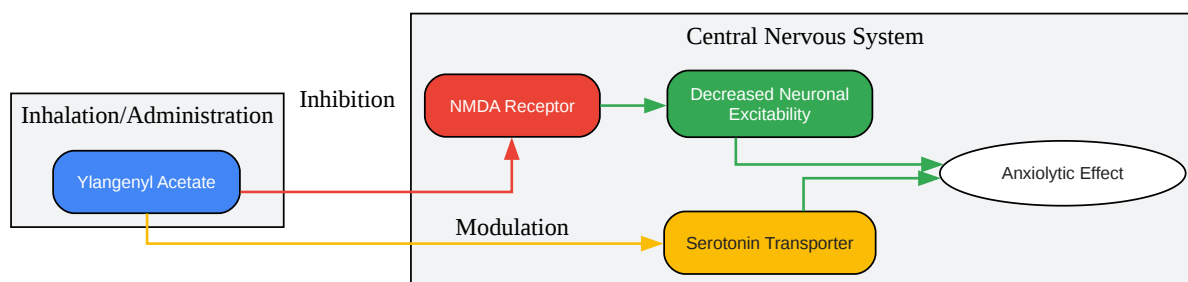 Central Nervous System
Inhibition
NMDA Receptor
Decreased Neuronal
Excitability
Inhalation/Administration
Ylangenyl Acetate
Anxiolytic Effect
Modulation
Serotonin Transporter